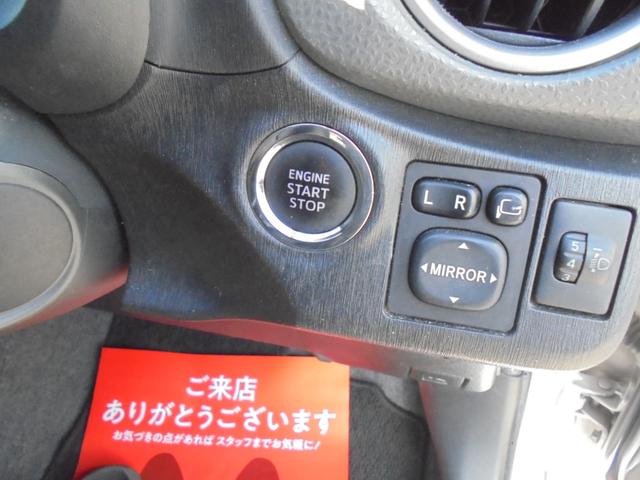 ENGINE
START
STOP
L R
MIRROR
5
4
3
ご来店
ありがとうございます
お気づきの点があれば スタッフまでお気軽に!